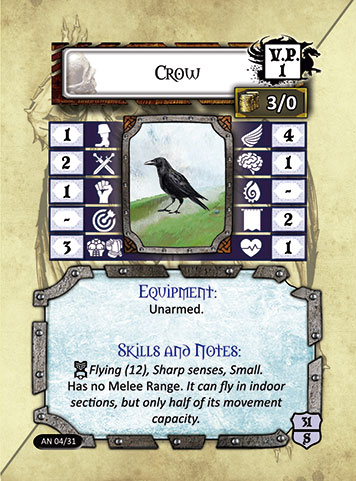 Crow
V.P.
1
3/0
1 4
2 1
1 -
- 2
3 1
Equipment:
Unarmed.
Skills and Notes:
Flying (12), Sharp senses, Small.
Has no Melee Range. It can fly in indoor
sections, but only half of its movement
capacity.
AN 04/31
31
S